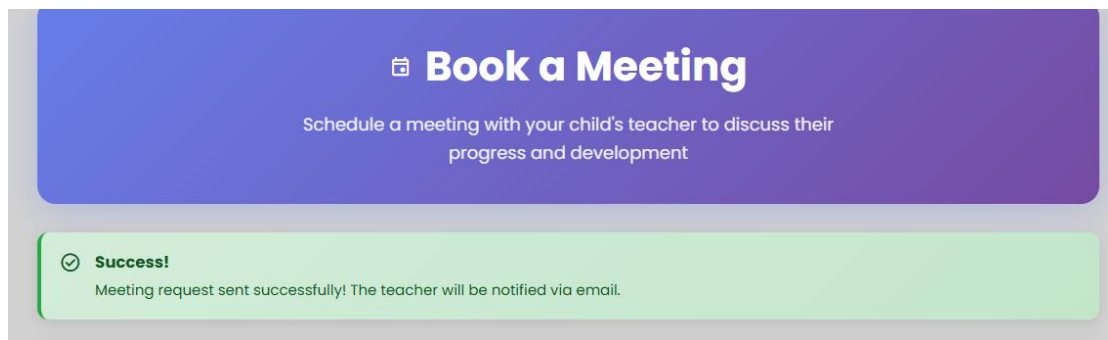 Book a Meeting
Schedule a meeting with your child's teacher to discuss their
progress and development
Success!
Meeting request sent successfully! The teacher will be notified via email.